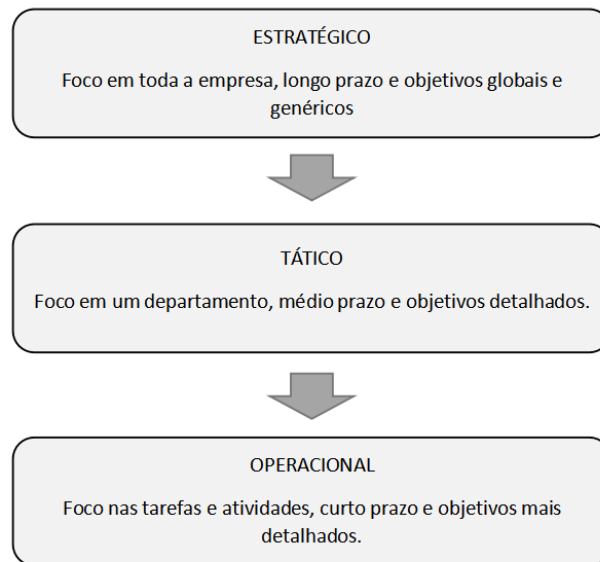 ESTRATÉGICO
Foco em toda a empresa, longo prazo e objetivos globais e
genéricos
TÁTICO
Foco em um departamento, médio prazo e objetivos detalhados.
OPERACIONAL
Foco nas tarefas e atividades, curto prazo e objetivos mais
detalhados.